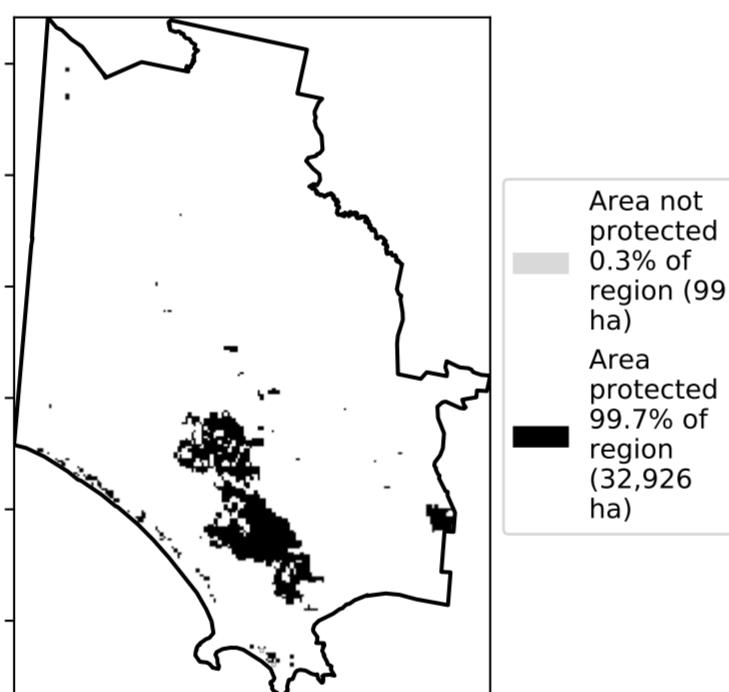 Area not
protected
0.3% of
region (99
ha)
Area
protected
99.7% of
region
(32,926
ha)